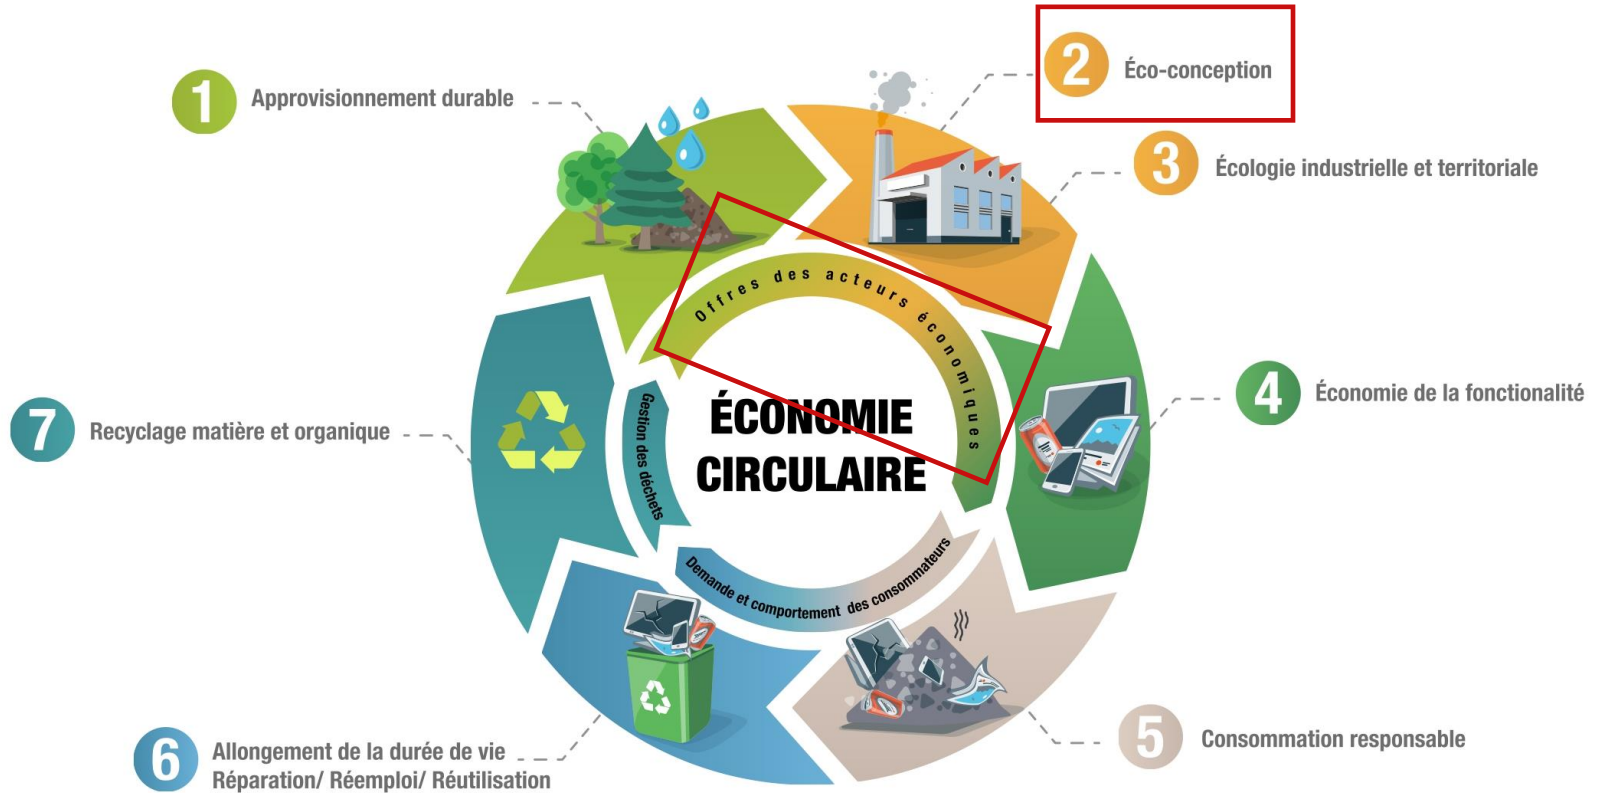 1 Approvisionnement durable
2 Éco-conception
3 Écologie industrielle et territoriale
4 Économie de la fonctionalité
5 Consommation responsable
6 Allongement de la durée de vie
Réparation/ Réemploi/ Réutilisation
7 Recyclage matière et organique
Offres des acteurs économiques
Demande et comportement des consommateurs
Gestion des déchets
ÉCONOMIE
CIRCULAIRE